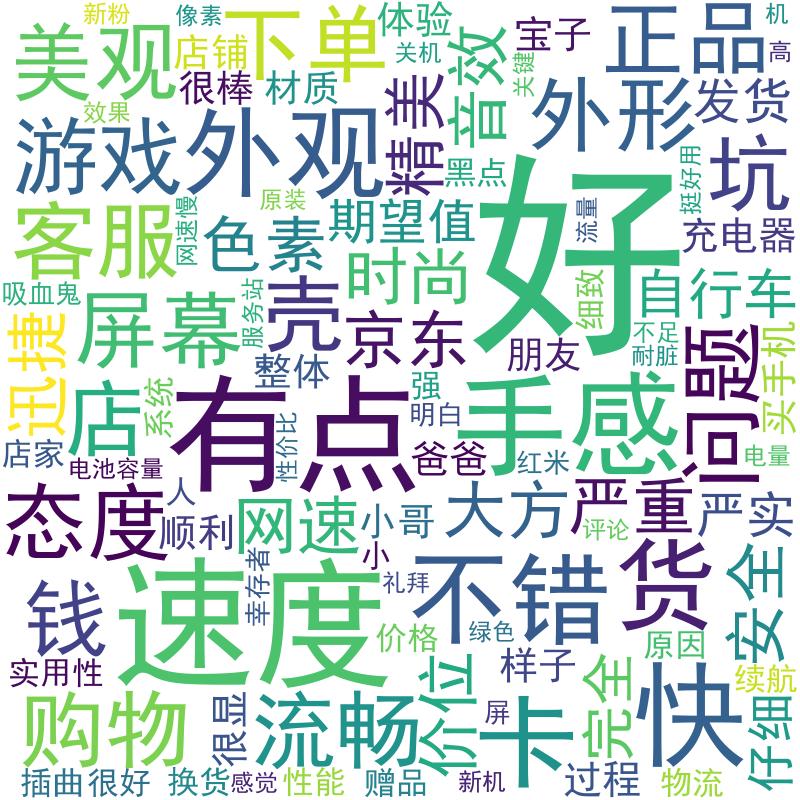 新粉
像素
下单
体验
宝子
正品
机
美观
店铺
关机
音效
关键
高
很棒
材质
精美
外形
发货
效果
游戏
外观
黑点
挺好用
坑
原装
好
客服
网速慢
色素
期望值
流量
充电器
吸血鬼
屏幕
服务站
壳
时尚
细致
自行车
迅捷
京东
朋友
不足
耐脏
问题
买手机
店
系统
整体
强
有点
性价比
明白
手感
店家
电池容量
爸爸
红米
电量
态度
人
顺利
网速
小哥
大方
严重
严实
评论
小
幸存者
钱
速度
礼拜
不错
货
安全
绿色
价格
实用性
价位
样子
完全
原因
续航
购物
很显
流畅
屏
卡
快
仔细
插曲
很好
换货
感觉
性能
赠品
新机
过程
物流